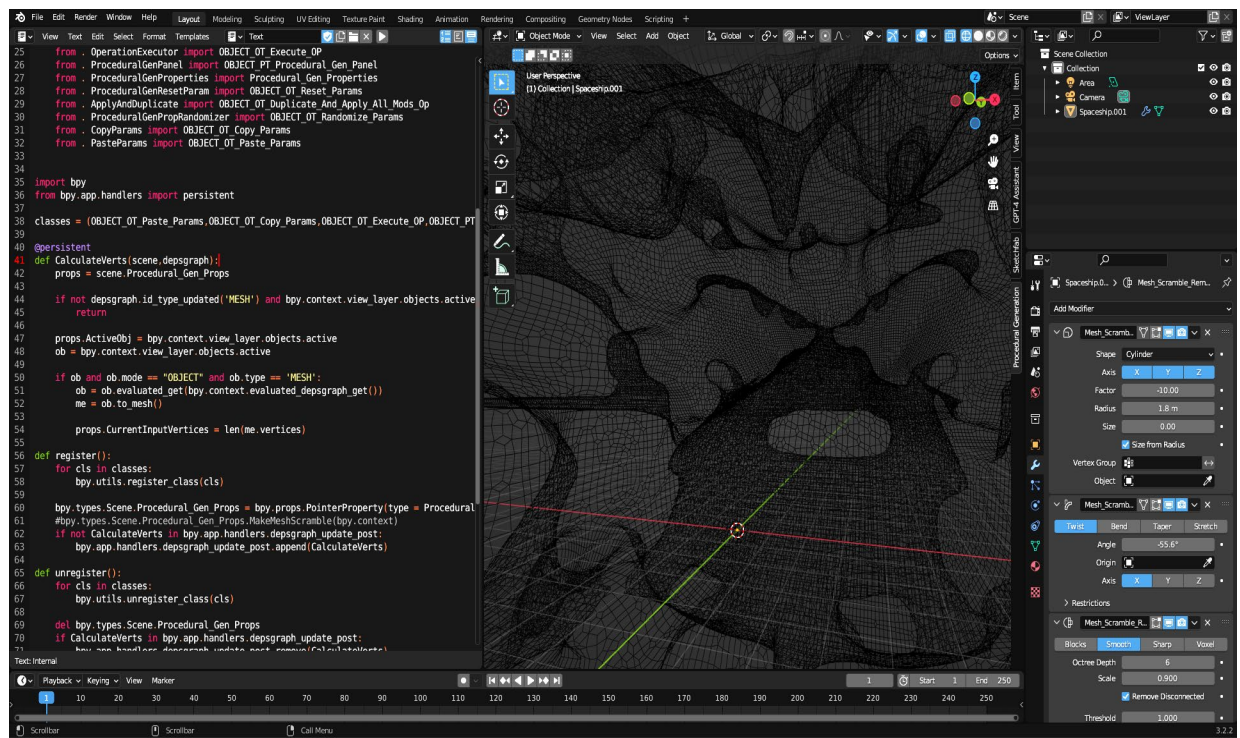 File Edit Render Window Help Layout Modeling Sculpting UV Editing Texture Paint Shading Animation Rendering Compositing Geometry Nodes Scripting + Scene ViewLayer
View Text Edit Select Format Templates Text
25 from . OperationExecutor import OBJECT_OT_Execute_OP
26 from . ProceduralGenPanel import OBJECT_PT_Procedural_Gen_Panel
27 from . ProceduralGenProperties import Procedural_Gen_Properties
28 from . ProceduralGenResetParam import OBJECT_OT_Reset_Params
29 from . ApplyAndDuplicate import OBJECT_OT_Duplicate_And_Apply_All_Mods_Op
30 from . ProceduralGenPropRandomizer import OBJECT_OT_Randomize_Params
31 from . CopyParams import OBJECT_OT_Copy_Params
32 from . PasteParams import OBJECT_OT_Paste_Params
33
34
35 import bpy
36 from bpy.app.handlers import persistent
37
38 classes = (OBJECT_OT_Paste_Params,OBJECT_OT_Copy_Params,OBJECT_OT_Execute_OP,OBJECT_PT
39
40 @persistent
41 def CalculateVerts(scene,depsgraph):
42 props = scene.Procedural_Gen_Props
43
44 if not depsgraph.id_type_updated('MESH') and bpy.context.view_layer.objects.active
45 return
46
47 props.ActiveObj = bpy.context.view_layer.objects.active
48 ob = bpy.context.view_layer.objects.active
49
50 if ob and ob.mode == "OBJECT" and ob.type == 'MESH':
51 ob = ob.evaluated_get(bpy.context.evaluated_depsgraph_get())
52 me = ob.to_mesh()
53
54 props.CurrentInputVertices = len(me.vertices)
55
56 def register():
57 for cls in classes:
58 bpy.utils.register_class(cls)
59
60 bpy.types.Scene.Procedural_Gen_Props = bpy.props.PointerProperty(type = Procedural
61 #bpy.types.Scene.Procedural_Gen_Props.MakeMeshScramble(bpy.context)
62 if not CalculateVerts in bpy.app.handlers.depsgraph_update_post:
63 bpy.app.handlers.depsgraph_update_post.append(CalculateVerts)
64
65 def unregister():
66 for cls in classes:
67 bpy.utils.unregister_class(cls)
68
69 del bpy.types.Scene.Procedural_Gen_Props
70 if CalculateVerts in bpy.app.handlers.depsgraph_update_post:
71 bpy.app.handlers.depsgraph_update_post.remove(CalculateVerts)
Text: Internal
Object Mode View Select Add Object Global
Options
User Perspective
(1) Collection | Spaceship.001
Z
Y
X
Item
Tool
View
GPT-4 Assistant
Sketchfab
Procedural Generation
Scene Collection
Collection
Area
Camera
Spaceship.001
Spaceship.0... > Mesh_Scramble_Rem...
Add Modifier
Mesh_Scramb...
Shape Cylinder
Axis X Y Z
Factor -10.00
Radius 1.8 m
Size 0.00
Size from Radius
Vertex Group
Object
Mesh_Scramb...
Twist Bend Taper Stretch
Angle -55.6°
Origin
Axis X Y Z
> Restrictions
Mesh_Scramble_R...
Blocks Smooth Sharp Voxel
Octree Depth 6
Scale 0.900
Remove Disconnected
Threshold 1.000
Playback Keying View Marker 1 Start 1 End 250
1 10 20 30 40 50 60 70 80 90 100 110 120 130 140 150 160 170 180 190 200 210 220 230 240 250
Scrollbar Scrollbar Call Menu 3.2.2